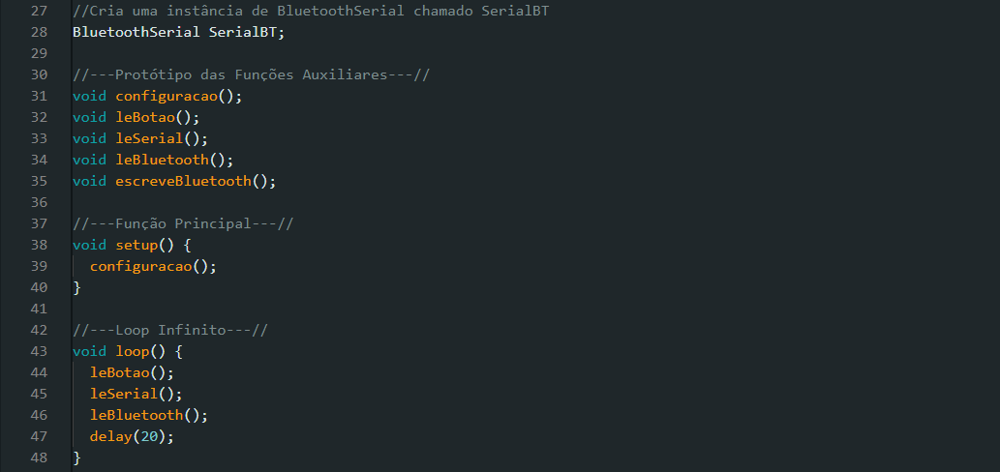 27 //Cria uma instância de BluetoothSerial chamado SerialBT
28 BluetoothSerial SerialBT;
29
30 //---Protótipo das Funções Auxiliares---//
31 void configuracao();
32 void leBotao();
33 void leSerial();
34 void leBluetooth();
35 void escreveBluetooth();
36
37 //---Função Principal---//
38 void setup() {
39   configuracao();
40 }
41
42 //---Loop Infinito---//
43 void loop() {
44   leBotao();
45   leSerial();
46   leBluetooth();
47   delay(20);
48 }